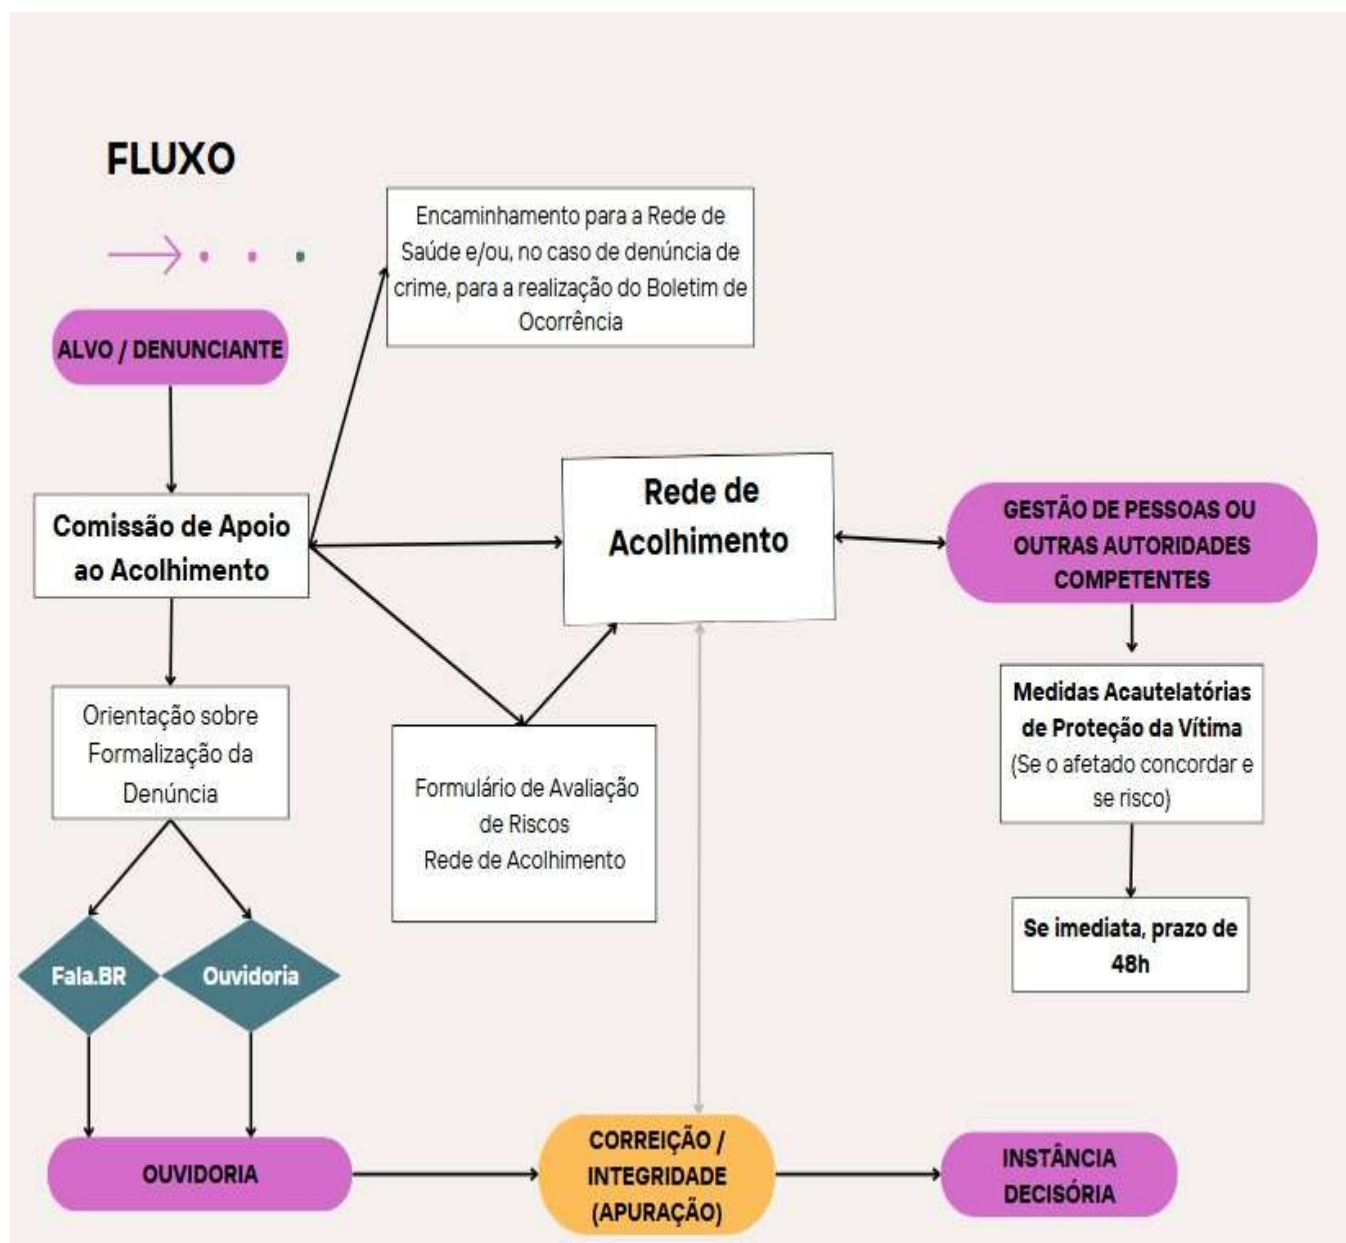 FLUXO
Encaminhamento para a Rede de
Saúde e/ou, no caso de denúncia de
crime, para a realização do Boletim de
Ocorrência
ALVO / DENUNCIANTE
Comissão de Apoio
ao Acolhimento
Rede de
Acolhimento
GESTÃO DE PESSOAS OU
OUTRAS AUTORIDADES
COMPETENTES
Medidas Acautelatórias
de Proteção da Vítima
(Se o afetado concordar e
se risco)
Se imediata, prazo de
48h
Orientação sobre
Formalização da
Denúncia
Formulário de Avaliação
de Riscos
Rede de Acolhimento
Fala.BR
Ouvidoria
OUVIDORIA
CORREIÇÃO /
INTEGRIDADE
(APURAÇÃO)
INSTÂNCIA
DECISÓRIA